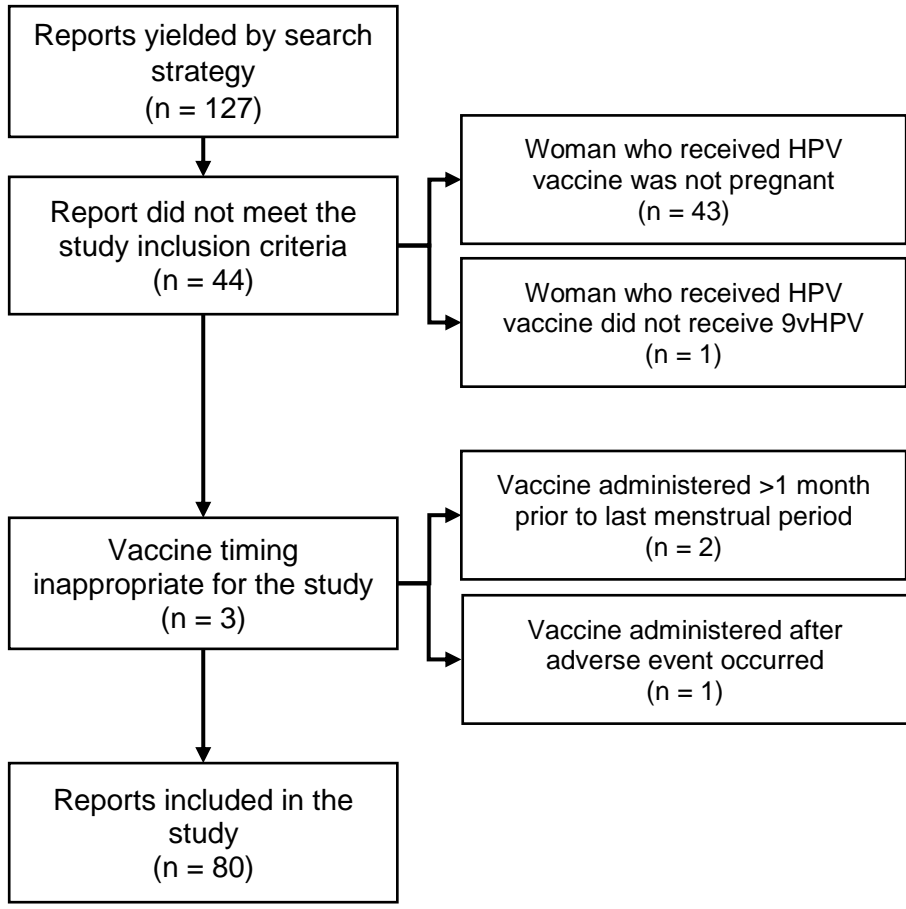 Reports yielded by search
strategy
(n = 127)
Report did not meet the
study inclusion criteria
(n = 44)
Woman who received HPV
vaccine was not pregnant
(n = 43)
Woman who received HPV
vaccine did not receive 9vHPV
(n = 1)
Vaccine timing
inappropriate for the study
(n = 3)
Vaccine administered >1 month
prior to last menstrual period
(n = 2)
Vaccine administered after
adverse event occurred
(n = 1)
Reports included in the
study
(n = 80)